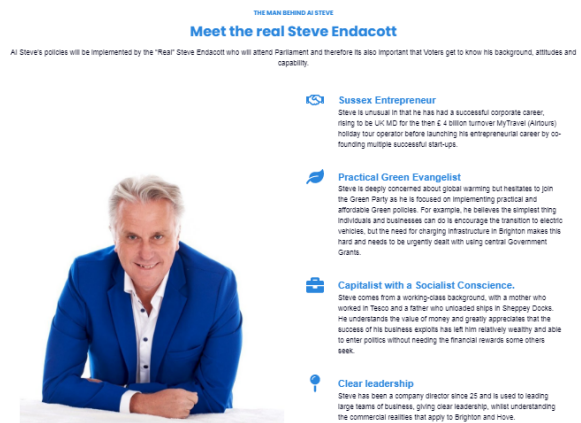 THE MAN BEHIND AI STEVE
Meet the real Steve Endacott
AI Steve's policies will be implemented by the "Real" Steve Endacott who will attend Parliament and therefore its also important that Voters get to know his background, attitudes and
capability.
Sussex Entrepreneur
Steve is unusual in that he has had a successful corporate career,
rising to be UK MD for the then £ 4 billion turnover MyTravel (Airtours)
holiday tour operator before launching his entrepreneurial career by co-
founding multiple successful start-ups.
Practical Green Evangelist
Steve is deeply concerned about global warming but hesitates to join
the Green Party as he is focused on implementing practical and
affordable Green policies. For example, he believes the simplest thing
individuals and businesses can do is encourage the transition to electric
vehicles, but the need for charging infrastructure in Brighton makes this
hard and needs to be urgently dealt with using central Government
Grants.
Capitalist with a Socialist Conscience.
Steve comes from a working-class background, with a mother who
worked in Tesco and a father who unloaded ships in Sheppey Docks.
He understands the value of money and greatly appreciates that the
success of his business exploits has left him relatively wealthy and able
to enter politics without needing the financial rewards some others
seek.
Clear leadership
Steve has been a company director since 25 and is used to leading
large teams of business, giving clear leadership, whilst understanding
the commercial realities that apply to Brighton and Hove.